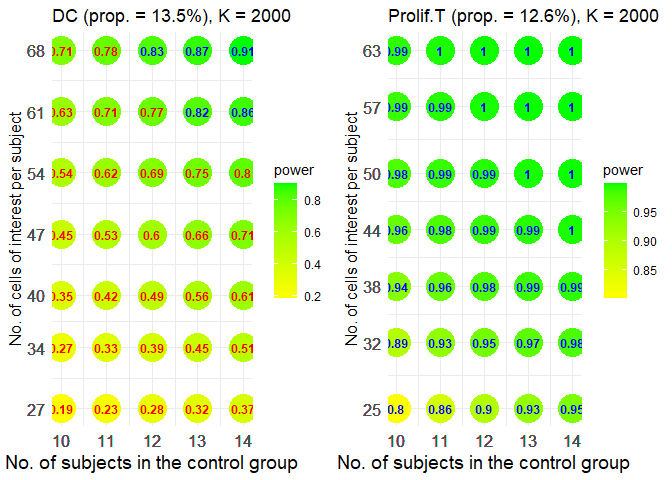 DC (prop. = 13.5%), K = 2000
No. of cells of interest per subject
68 0.71 0.78 0.83 0.87 0.91
61 0.63 0.71 0.77 0.82 0.86
54 0.54 0.62 0.69 0.75 0.8
47 0.45 0.53 0.6 0.66 0.71
40 0.35 0.42 0.49 0.56 0.61
34 0.27 0.33 0.39 0.45 0.51
27 0.19 0.23 0.28 0.32 0.37
10 11 12 13 14
No. of subjects in the control group
power
0.8
0.6
0.4
0.2
Prolif.T (prop. = 12.6%), K = 2000
No. of cells of interest per subject
63 0.99 1 1 1 1
57 0.99 0.99 1 1 1
50 0.98 0.99 0.99 1 1
44 0.96 0.98 0.99 0.99 1
38 0.94 0.96 0.98 0.99 0.99
32 0.89 0.93 0.95 0.97 0.98
25 0.8 0.86 0.9 0.93 0.95
10 11 12 13 14
No. of subjects in the control group
power
0.95
0.90
0.85